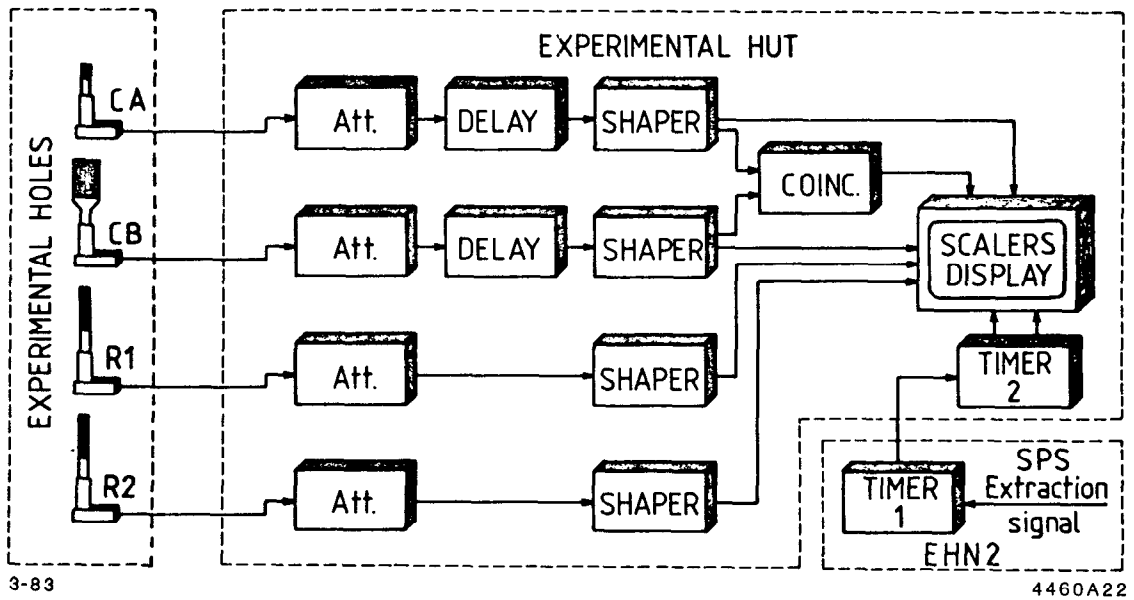 EXPERIMENTAL HUT
EXPERIMENTAL HOLES
CA
Att.
DELAY
SHAPER
COINC.
CB
Att.
DELAY
SHAPER
SCALERS
DISPLAY
R1
Att.
SHAPER
TIMER
2
R2
Att.
SHAPER
TIMER
1
SPS
Extraction
signal
EHN2
3-83
4460A22